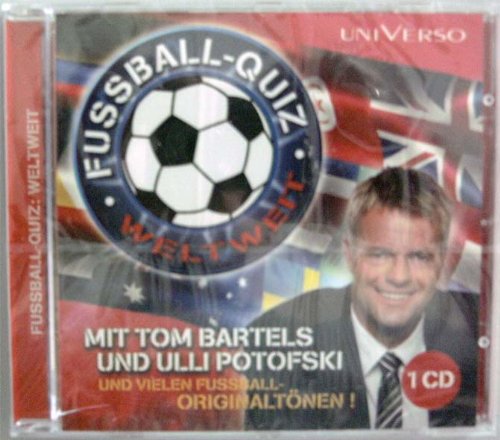 UNIVERSO
FUSSBALL-QUIZ
WELTWEIT
FUSSBALL-QUIZ: WELTWEIT
MIT TOM BARTELS
UND ULLI POTOFSKI
UND VIELEN FUSSBALL-
ORIGINALTÖNEN !
1 CD